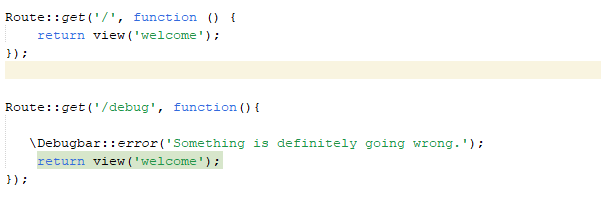 Route::get('/', function () {
    return view('welcome');
});
Route::get('/debug', function(){
   \Debugbar::error('Something is definitely going wrong.');
    return view('welcome');
});